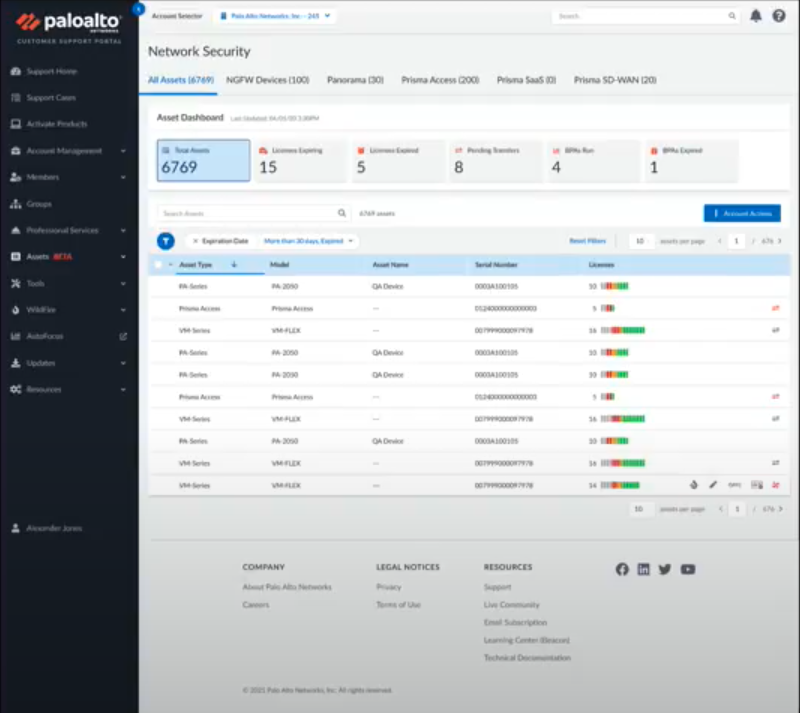 paloalto
NETWORKS
CUSTOMER SUPPORT PORTAL
Support Home
Support Cases
Activate Products
Account Management
Members
Groups
Professional Services
Assets BETA
Tools
WildFire
AutoFocus
Updates
Resources
Alexander Jones
Account Selector
Palo Alto Networks, Inc. - 245
Search
Network Security
All Assets (6769) NGFW Devices (100) Panorama (30) Prisma Access (200) Prisma SaaS (0) Prisma SD-WAN (20)
Asset Dashboard Last Updated:
Total Assets
6769
Licenses Expiring
15
Licenses Expired
5
Pending Transfers
8
BPAs Run
4
BPAs Expired
1
Search Assets
6769 assets
Account Actions
Expiration Date More than 30 days, Expired
Reset Filters 10 assets per page 1 / 676
Asset Type Model Asset Name Serial Number Licenses
PA-Series PA-2050 QA Device 0003A100105 10
Prisma Access Prisma Access --- 5
VM-Series VM-FLEX --- 16
PA-Series PA-2050 QA Device 0003A100105 10
PA-Series PA-2050 QA Device 0003A100105 10
Prisma Access Prisma Access --- 5
VM-Series VM-FLEX --- 16
PA-Series PA-2050 QA Device 0003A100105 10
VM-Series VM-FLEX --- 16
VM-Series VM-FLEX --- 14
10 assets per page 1 / 676
COMPANY
About Palo Alto Networks
Careers
LEGAL NOTICES
Privacy
Terms of Use
RESOURCES
Support
Live Community
Email Subscription
Learning Center (Beacon)
Technical Documentation
© 2021 Palo Alto Networks, Inc. All rights reserved.